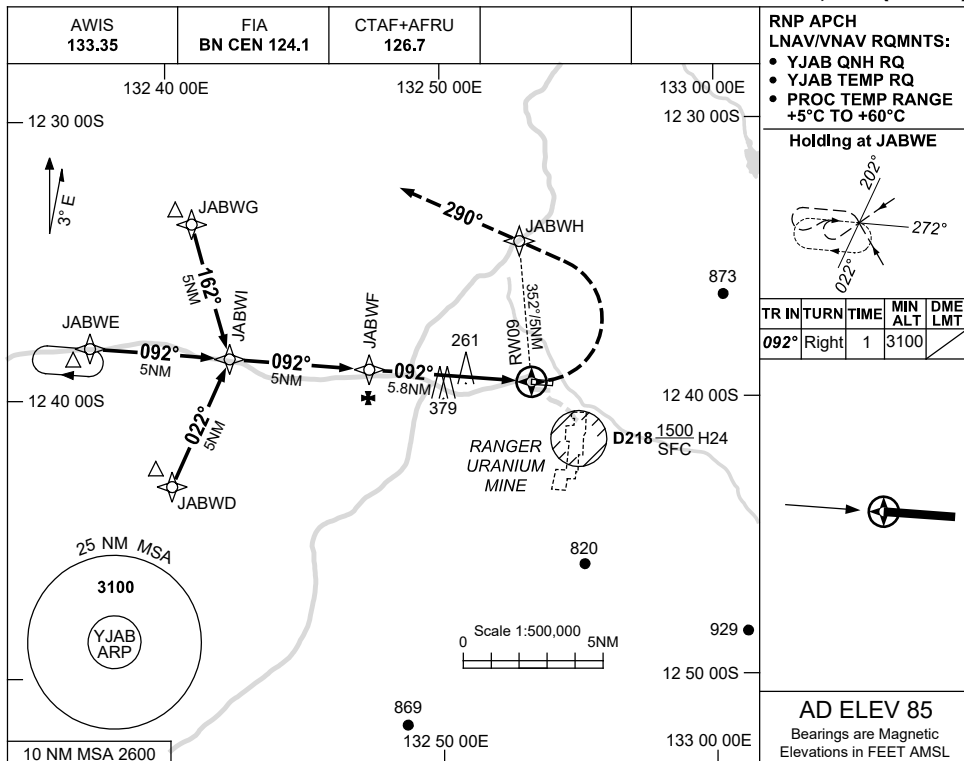 AWIS
133.35
FIA
BN CEN 124.1
CTAF+AFRU
126.7
RNP APCH
LNAV/VNAV RQMNTS:
• YJAB QNH RQ
• YJAB TEMP RQ
• PROC TEMP RANGE
+5°C TO +60°C
132 40 00E
132 50 00E
133 00 00E
12 30 00S
12 30 00S
3° E
JABWG
290°
JABWH
Holding at JABWE
202°
272°
022°
873
162°
5NM
JABWI
JABWE
JABWF
352°/5NM
RW09
261
092°
5NM
092°
5NM
092°
5.8NM
379
TR IN
TURN
TIME
MIN
ALT
DME
LMT
092°
Right
1
3100
12 40 00S
12 40 00S
022°
5NM
JABWD
RANGER
URANIUM
MINE
D218
1500
SFC
H24
25 NM MSA
3100
YJAB
ARP
820
Scale 1:500,000
0
5NM
929
12 50 00S
869
132 50 00E
133 00 00E
10 NM MSA 2600
AD ELEV 85
Bearings are Magnetic
Elevations in FEET AMSL